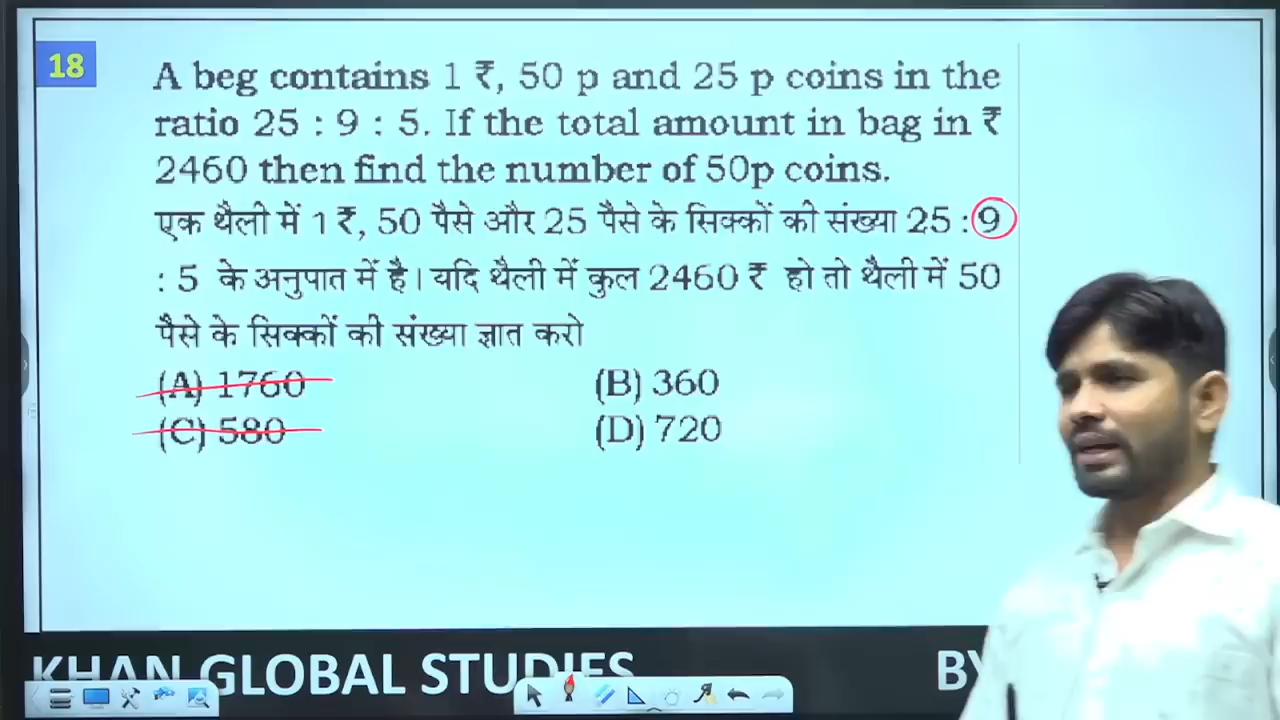 18
A beg contains 1 ₹, 50 p and 25 p coins in the
ratio 25 : 9 : 5. If the total amount in bag in ₹
2460 then find the number of 50p coins.
एक थैली में 1 ₹, 50 पैसे और 25 पैसे के सिक्कों की संख्या 25 : 9
: 5 के अनुपात में है। यदि थैली में कुल 2460 ₹ हो तो थैली में 50
पैसे के सिक्कों की संख्या ज्ञात करो
(A) 1760 (B) 360
(C) 580 (D) 720
KHAN GLOBAL STUDIES BY